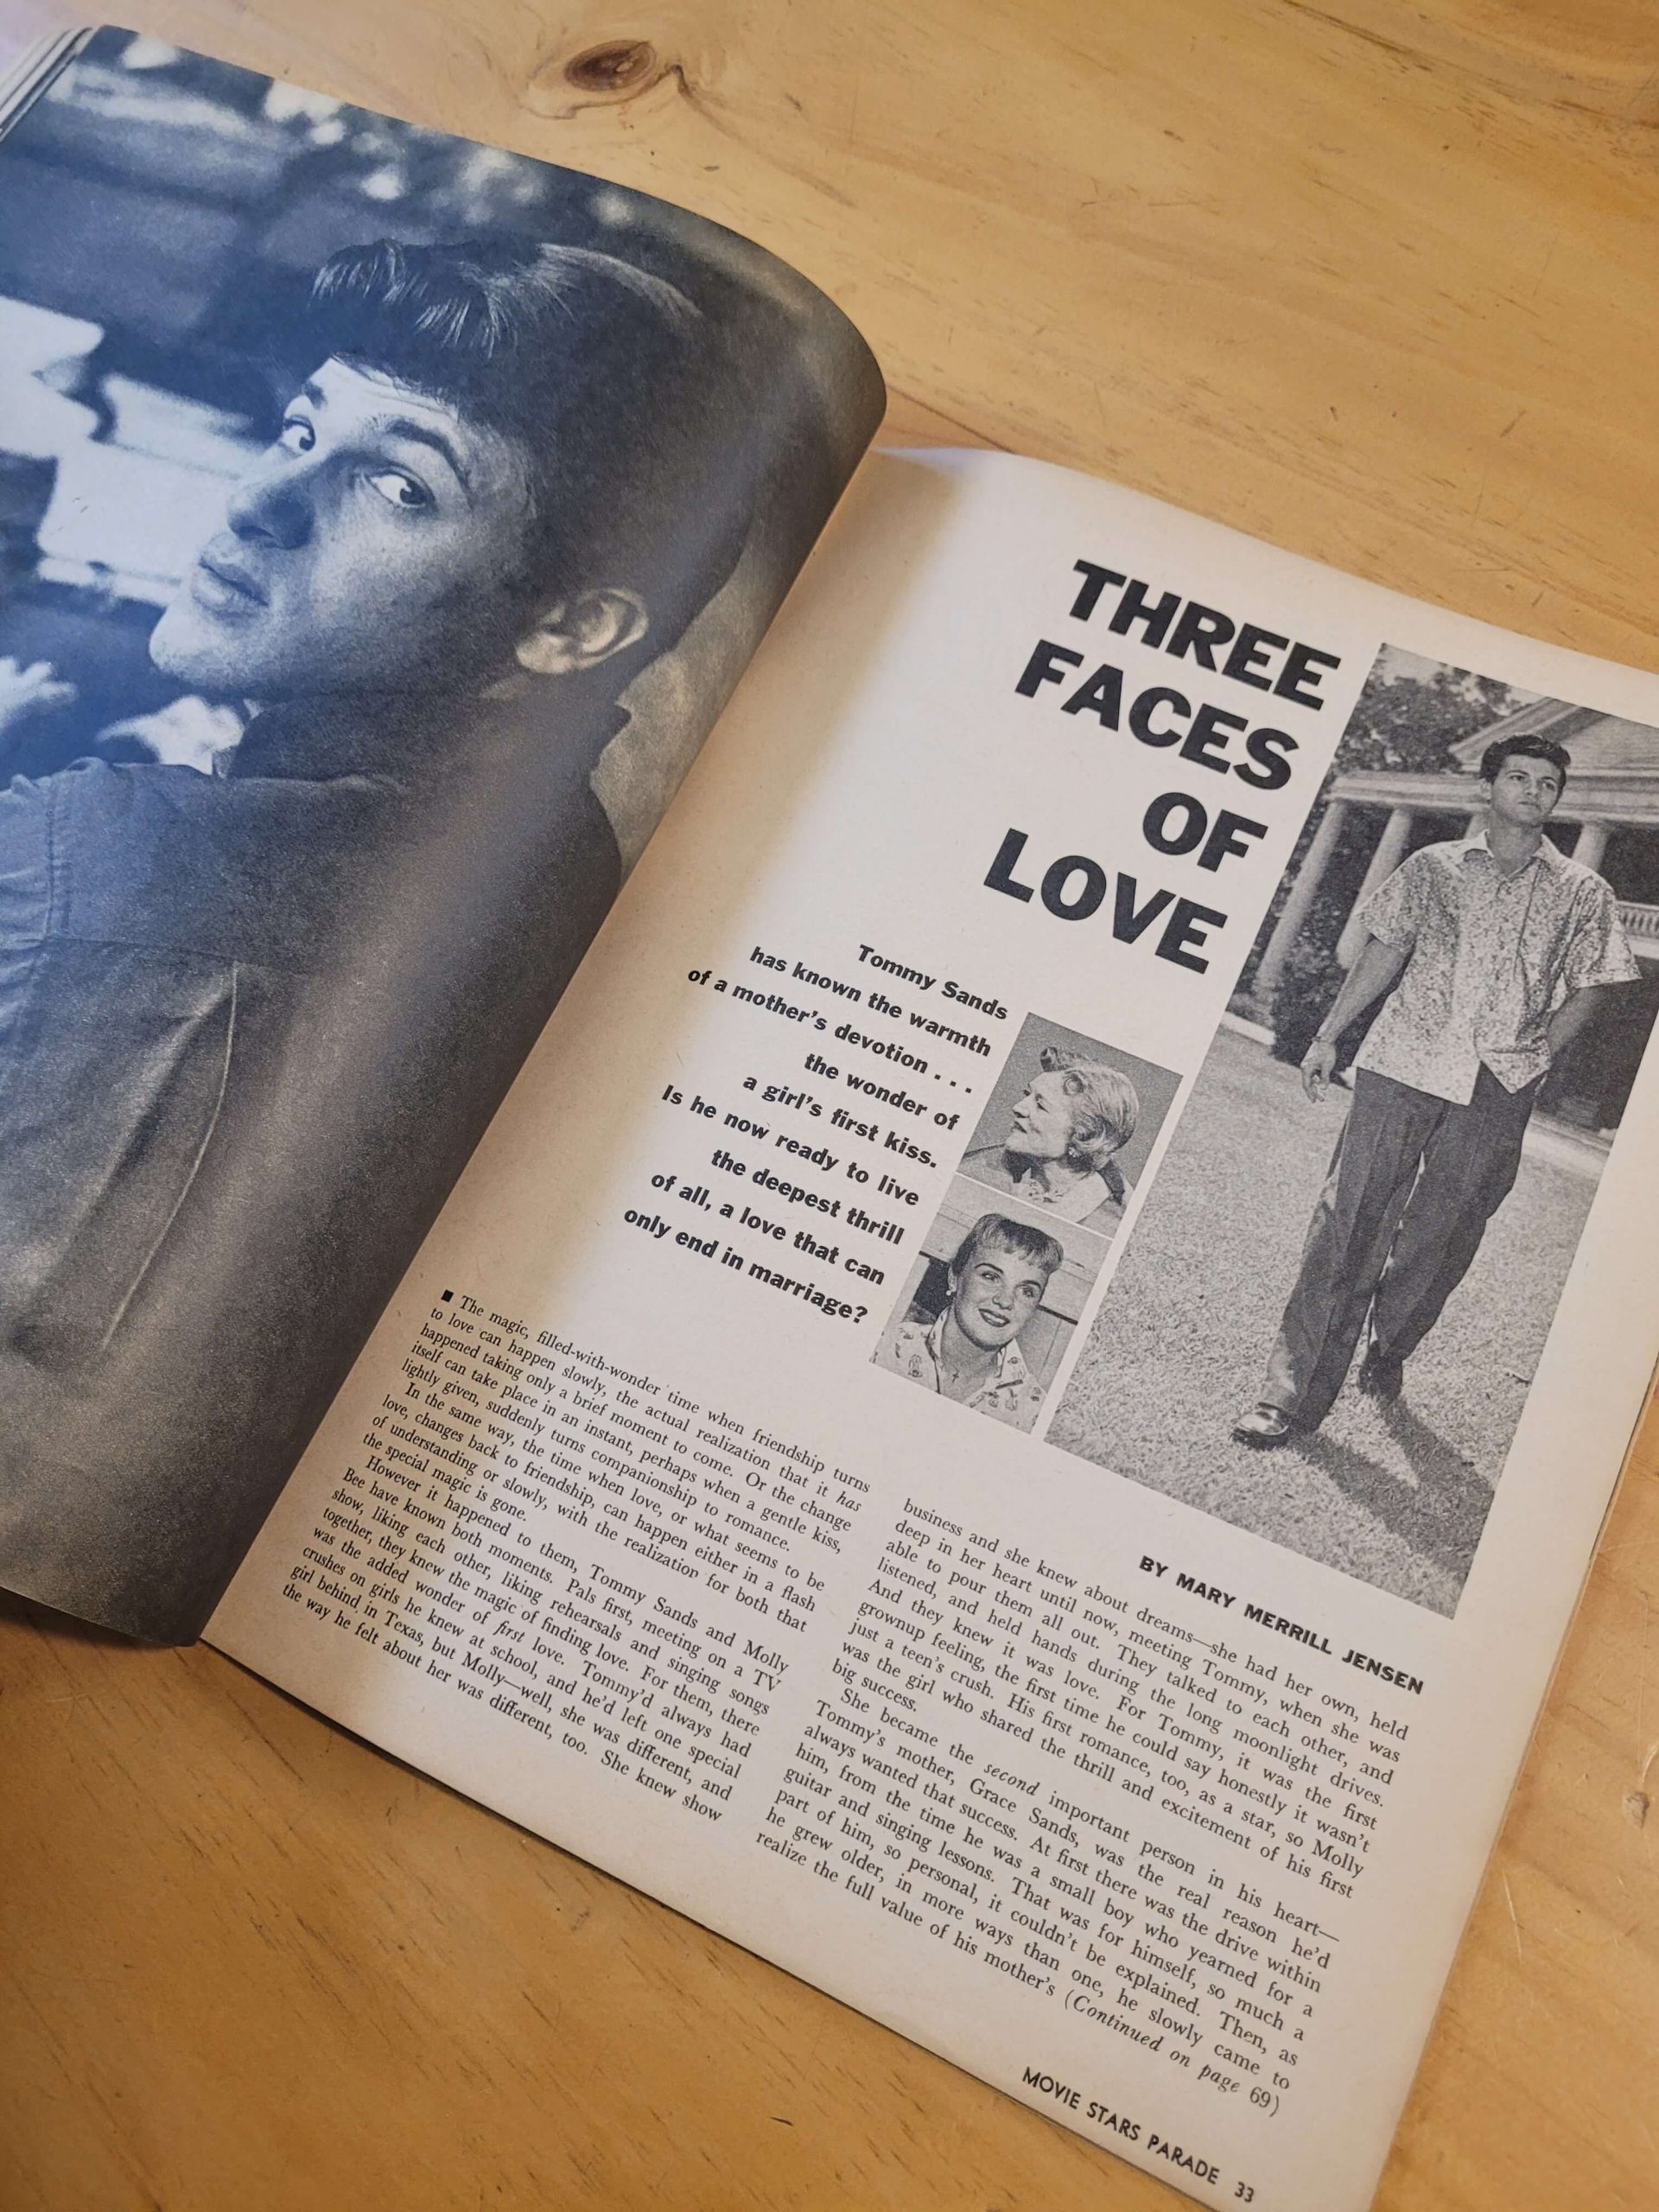 THREE
FACES
OF
LOVE
Tommy Sands
has known the warmth
of a mother's devotion . . .
the wonder of
a girl's first kiss.
Is he now ready to live
the deepest thrill
of all, a love that can
only end in marriage?
BY MARY MERRILL JENSEN
■ The magic, filled-with-wonder time when friendship turns
to love can happen slowly, the actual realization that it has
happened taking only a brief moment to come. Or the change
itself can take place in an instant, perhaps when a gentle kiss,
lightly given, suddenly turns companionship to romance.
In the same way, the time when love, or what seems to be
love, changes back to friendship, can happen either in a flash
of understanding or slowly, with the realization for both that
the special magic is gone.
However it happened to them, Tommy Sands and Molly
Bee have known both moments. Pals first, meeting on a TV
show, liking each other, liking rehearsals and singing songs
together, they knew the magic of finding love. For them, there
was the added wonder of first love. Tommy'd always had
crushes on girls he knew at school, and he'd left one special
girl behind in Texas, but Molly—well, she was different, and
the way he felt about her was different, too. She knew show
business and she knew about dreams—she had her own, held
deep in her heart until now, meeting Tommy, when she was
able to pour them all out. They talked to each other, and
listened, and held hands during the long moonlight drives.
And they knew it was love. For Tommy, it was the first
grownup feeling, the first time he could say honestly it wasn't
just a teen's crush. His first romance, too, as a star, so Molly
was the girl who shared the thrill and excitement of his first
big success.
She became the second important person in his heart—
Tommy's mother, Grace Sands, was the real reason he'd
always wanted that success. At first there was the drive within
him, from the time he was a small boy who yearned for a
guitar and singing lessons. That was for himself, so much a
part of him, so personal, it couldn't be explained. Then, as
he grew older, in more ways than one, he slowly came to
realize the full value of his mother's (Continued on page 69)
MOVIE STARS PARADE 33